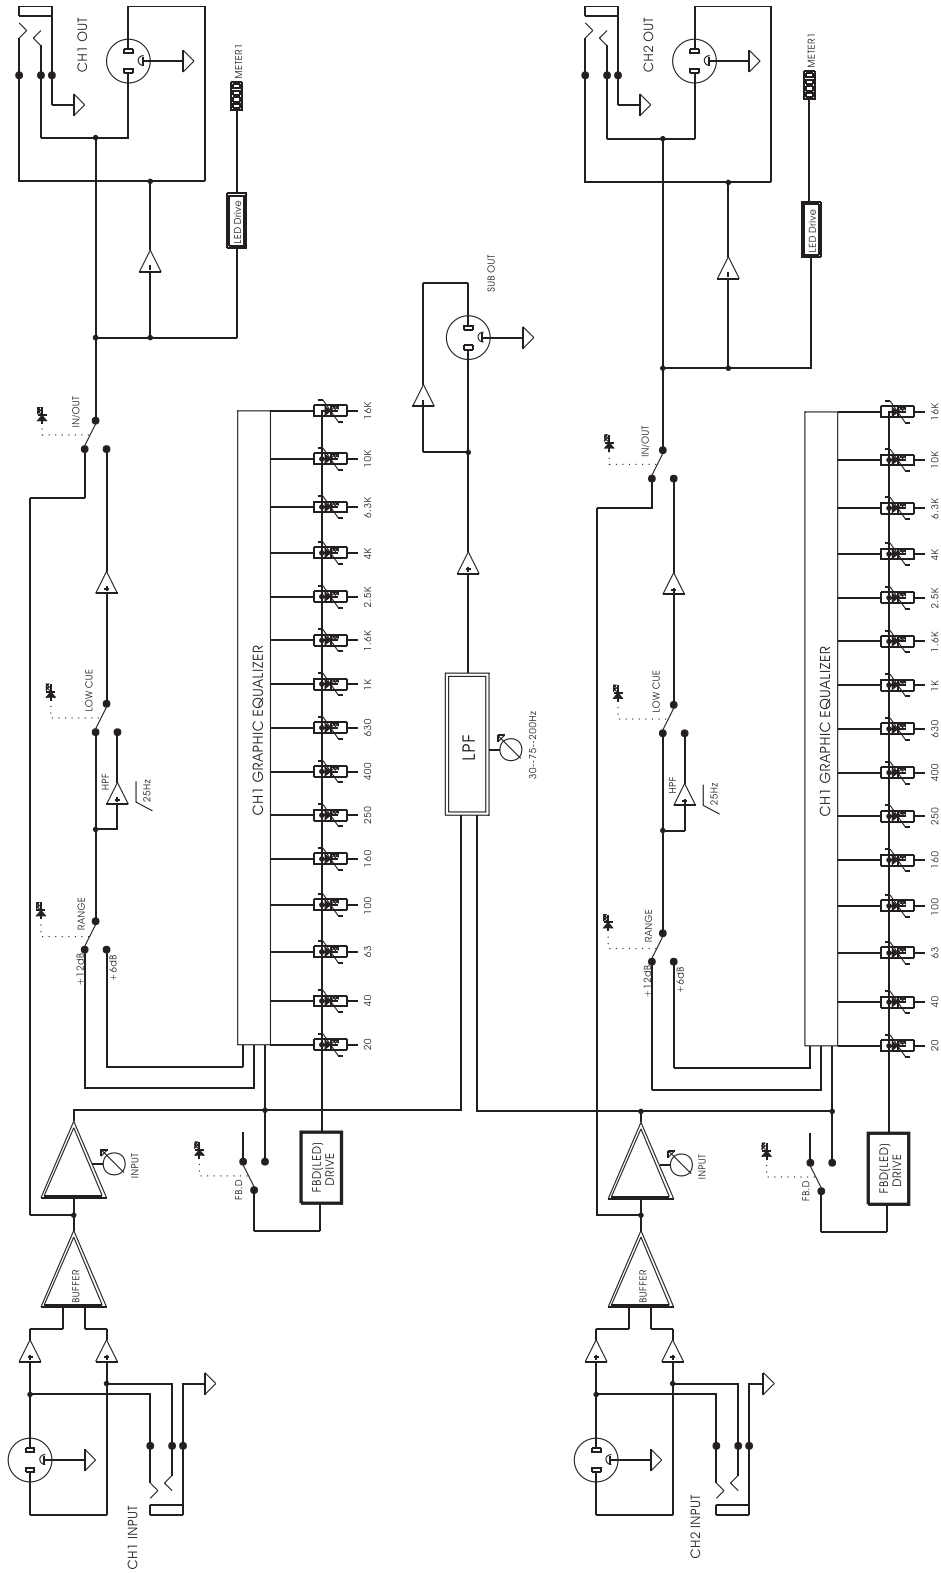 CH1 INPUT
BUFFER
INPUT
FB.D
FBD(LED)
DRIVE
+12dB
+6dB
RANGE
HPF
25Hz
LOW CUE
IN/OUT
CH1 GRAPHIC EQUALIZER
20
40
63
100
160
250
400
630
1K
1.6K
2.5K
4K
6.3K
10K
16K
LED Drive
METER1
CH1 OUT
LPF
30--75--200Hz
SUB OUT
CH2 INPUT
BUFFER
INPUT
FB.D
FBD(LED)
DRIVE
+12dB
+6dB
RANGE
HPF
25Hz
LOW CUE
IN/OUT
CH1 GRAPHIC EQUALIZER
20
40
63
100
160
250
400
630
1K
1.6K
2.5K
4K
6.3K
10K
16K
LED Drive
METER1
CH2 OUT